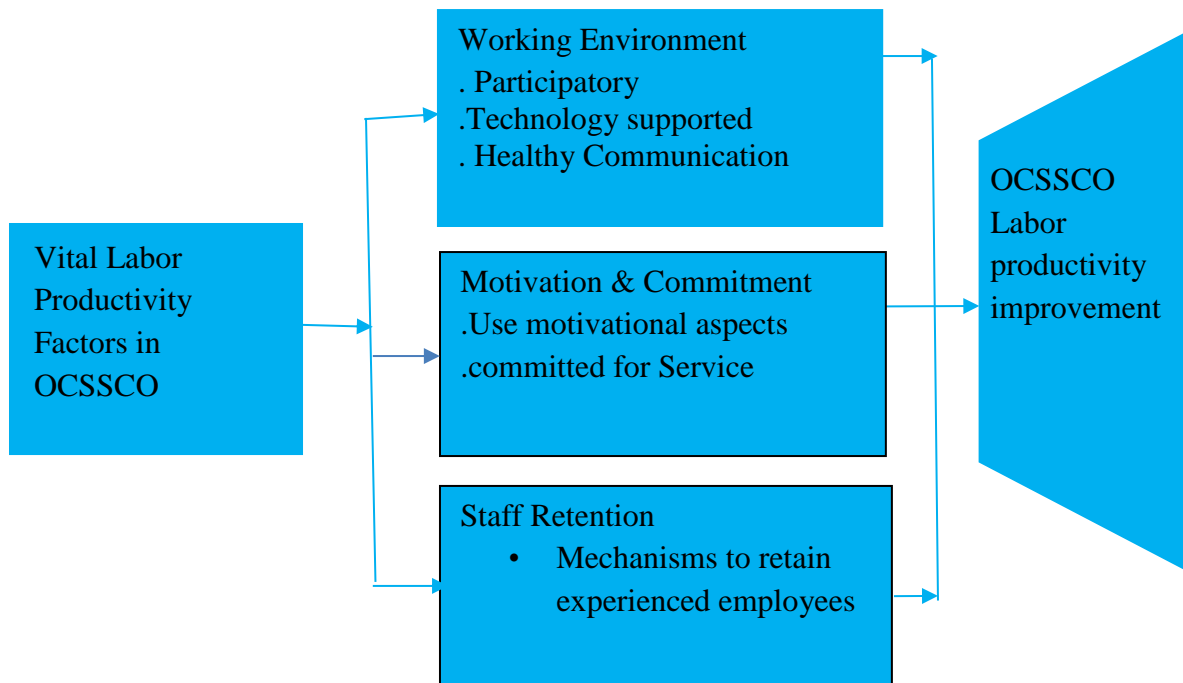 Vital Labor
Productivity
Factors in
OCSSCO
Working Environment
. Participatory
.Technology supported
. Healthy Communication
Motivation & Commitment
.Use motivational aspects
.committed for Service
Staff Retention
• Mechanisms to retain
experienced employees
OCSSCO
Labor
productivity
improvement